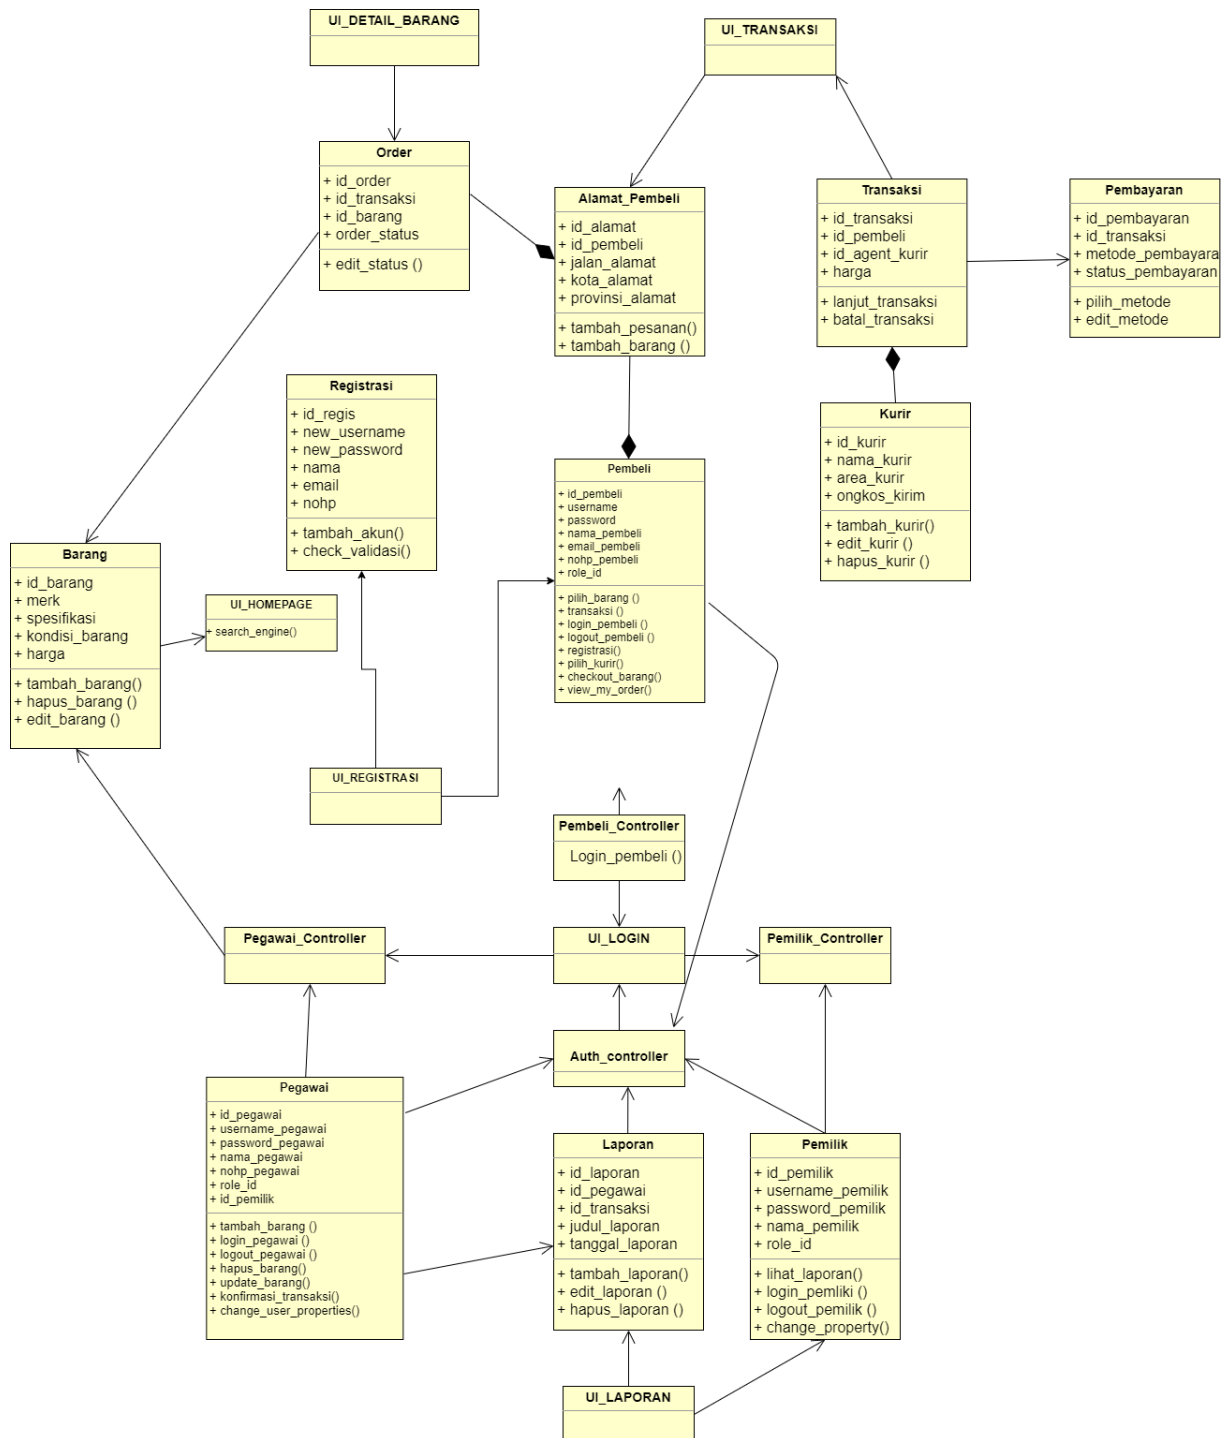 UI_DETAIL_BARANG
UI_TRANSAKSI
Order
+ id_order
+ id_transaksi
+ id_barang
+ order_status
+ edit_status ()
Alamat_Pembeli
+ id_alamat
+ id_pembeli
+ jalan_alamat
+ kota_alamat
+ provinsi_alamat
+ tambah_pesanan()
+ tambah_barang ()
Transaksi
+ id_transaksi
+ id_pembeli
+ id_agent_kurir
+ harga
+ lanjut_transaksi
+ batal_transaksi
Pembayaran
+ id_pembayaran
+ id_transaksi
+ metode_pembayara
+ status_pembayaran
+ pilih_metode
+ edit_metode
Registrasi
+ id_regis
+ new_username
+ new_password
+ nama
+ email
+ nohp
+ tambah_akun()
+ check_validasi()
Kurir
+ id_kurir
+ nama_kurir
+ area_kurir
+ ongkos_kirim
+ tambah_kurir()
+ edit_kurir ()
+ hapus_kurir ()
Pembeli
+ id_pembeli
+ username
+ password
+ nama_pembeli
+ email_pembeli
+ nohp_pembeli
+ role_id
+ pilih_barang ()
+ transaksi ()
+ login_pembeli ()
+ logout_pembeli ()
+ registrasi()
+ pilih_kurir()
+ checkout_barang()
+ view_my_order()
Barang
+ id_barang
+ merk
+ spesifikasi
+ kondisi_barang
+ harga
+ tambah_barang()
+ hapus_barang ()
+ edit_barang ()
UI_HOMEPAGE
+ search_engine()
UI_REGISTRASI
Pembeli_Controller
Login_pembeli ()
Pegawai_Controller
UI_LOGIN
Pemilik_Controller
Auth_controller
Pegawai
+ id_pegawai
+ username_pegawai
+ password_pegawai
+ nama_pegawai
+ nohp_pegawai
+ role_id
+ id_pemilik
+ tambah_barang ()
+ login_pegawai ()
+ logout_pegawai ()
+ hapus_barang()
+ update_barang()
+ konfirmasi_transaksi()
+ change_user_properties()
Laporan
+ id_laporan
+ id_pegawai
+ id_transaksi
+ judul_laporan
+ tanggal_laporan
+ tambah_laporan()
+ edit_laporan ()
+ hapus_laporan ()
Pemilik
+ id_pemilik
+ username_pemilik
+ password_pemilik
+ nama_pemilik
+ role_id
+ lihat_laporan()
+ login_pemliki ()
+ logout_pemilik ()
+ change_property()
UI_LAPORAN